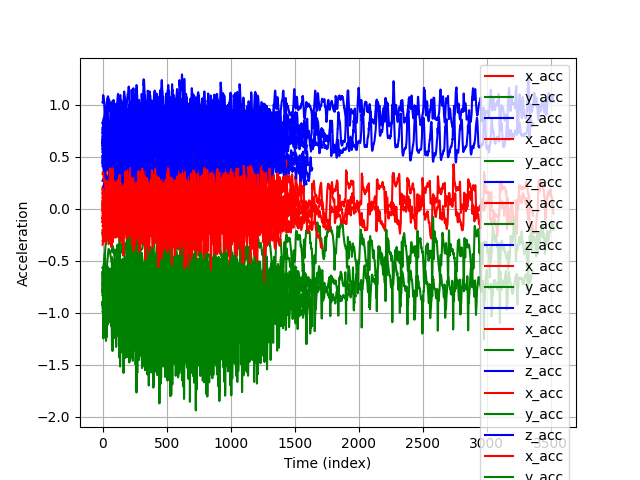 1.0
0.5
0.0
−0.5
−1.0
−1.5
−2.0
Acceleration
0
500
1000
1500
2000
2500
3000
3500
Time (index)
x_acc
y_acc
z_acc
x_acc
y_acc
z_acc
x_acc
y_acc
z_acc
x_acc
y_acc
z_acc
x_acc
y_acc
z_acc
x_acc
y_acc
z_acc
x_acc
y_acc